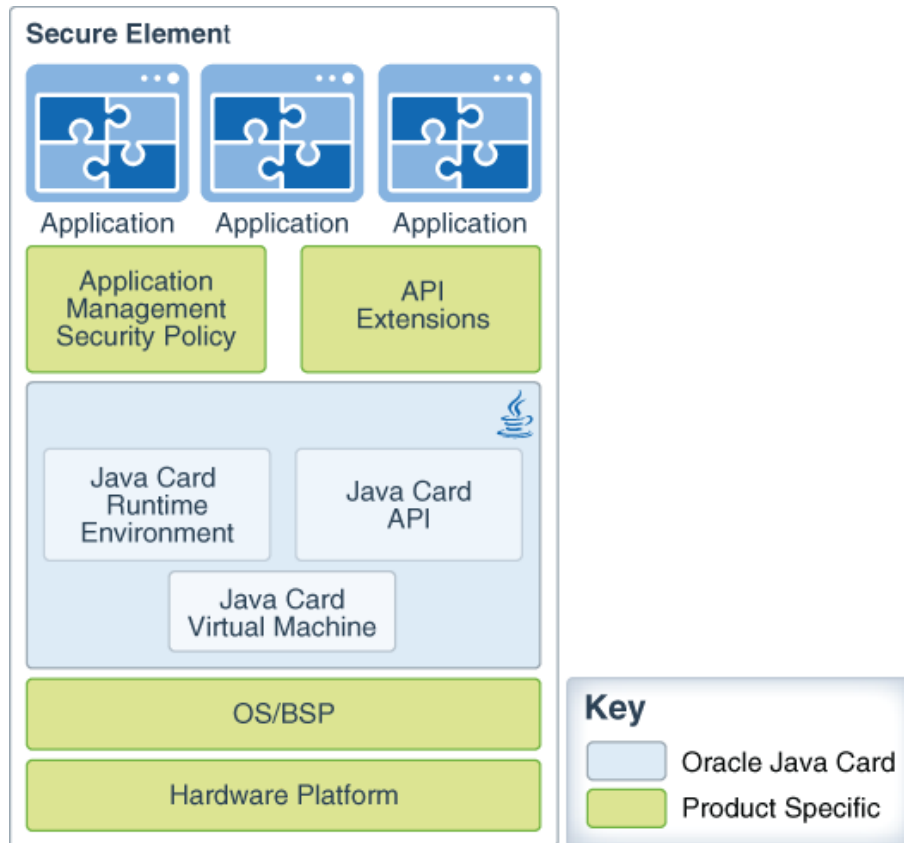 Secure Element
Application
Application
Application
Application
Management
Security Policy
API
Extensions
Java Card
Runtime
Environment
Java Card
API
Java Card
Virtual Machine
OS/BSP
Hardware Platform
Key
Oracle Java Card
Product Specific